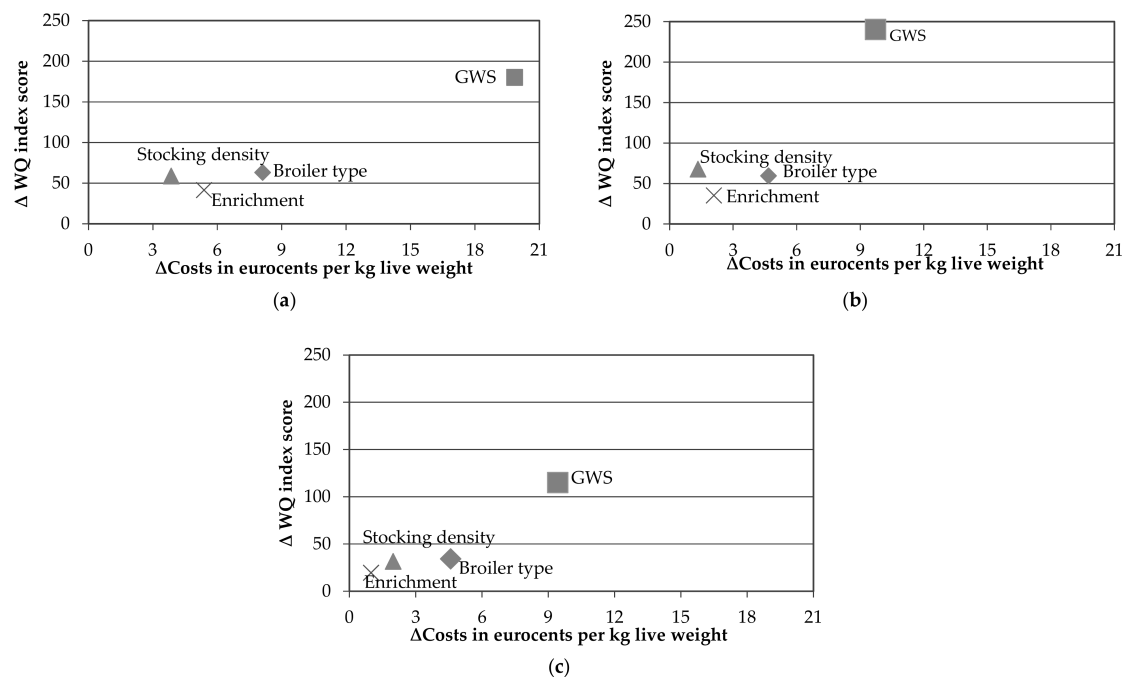 250
200
150
100
50
0
Δ WQ index score
GWS
Stocking density
Broiler type
Enrichment
0 3 6 9 12 15 18 21
ΔCosts in eurocents per kg live weight
(a)
250
200
150
100
50
0
Δ WQ index score
GWS
Stocking density
Broiler type
Enrichment
0 3 6 9 12 15 18 21
ΔCosts in eurocents per kg live weight
(b)
250
200
150
100
50
0
Δ WQ index score
GWS
Stocking density
Broiler type
Enrichment
0 3 6 9 12 15 18 21
ΔCosts in eurocents per kg live weight
(c)